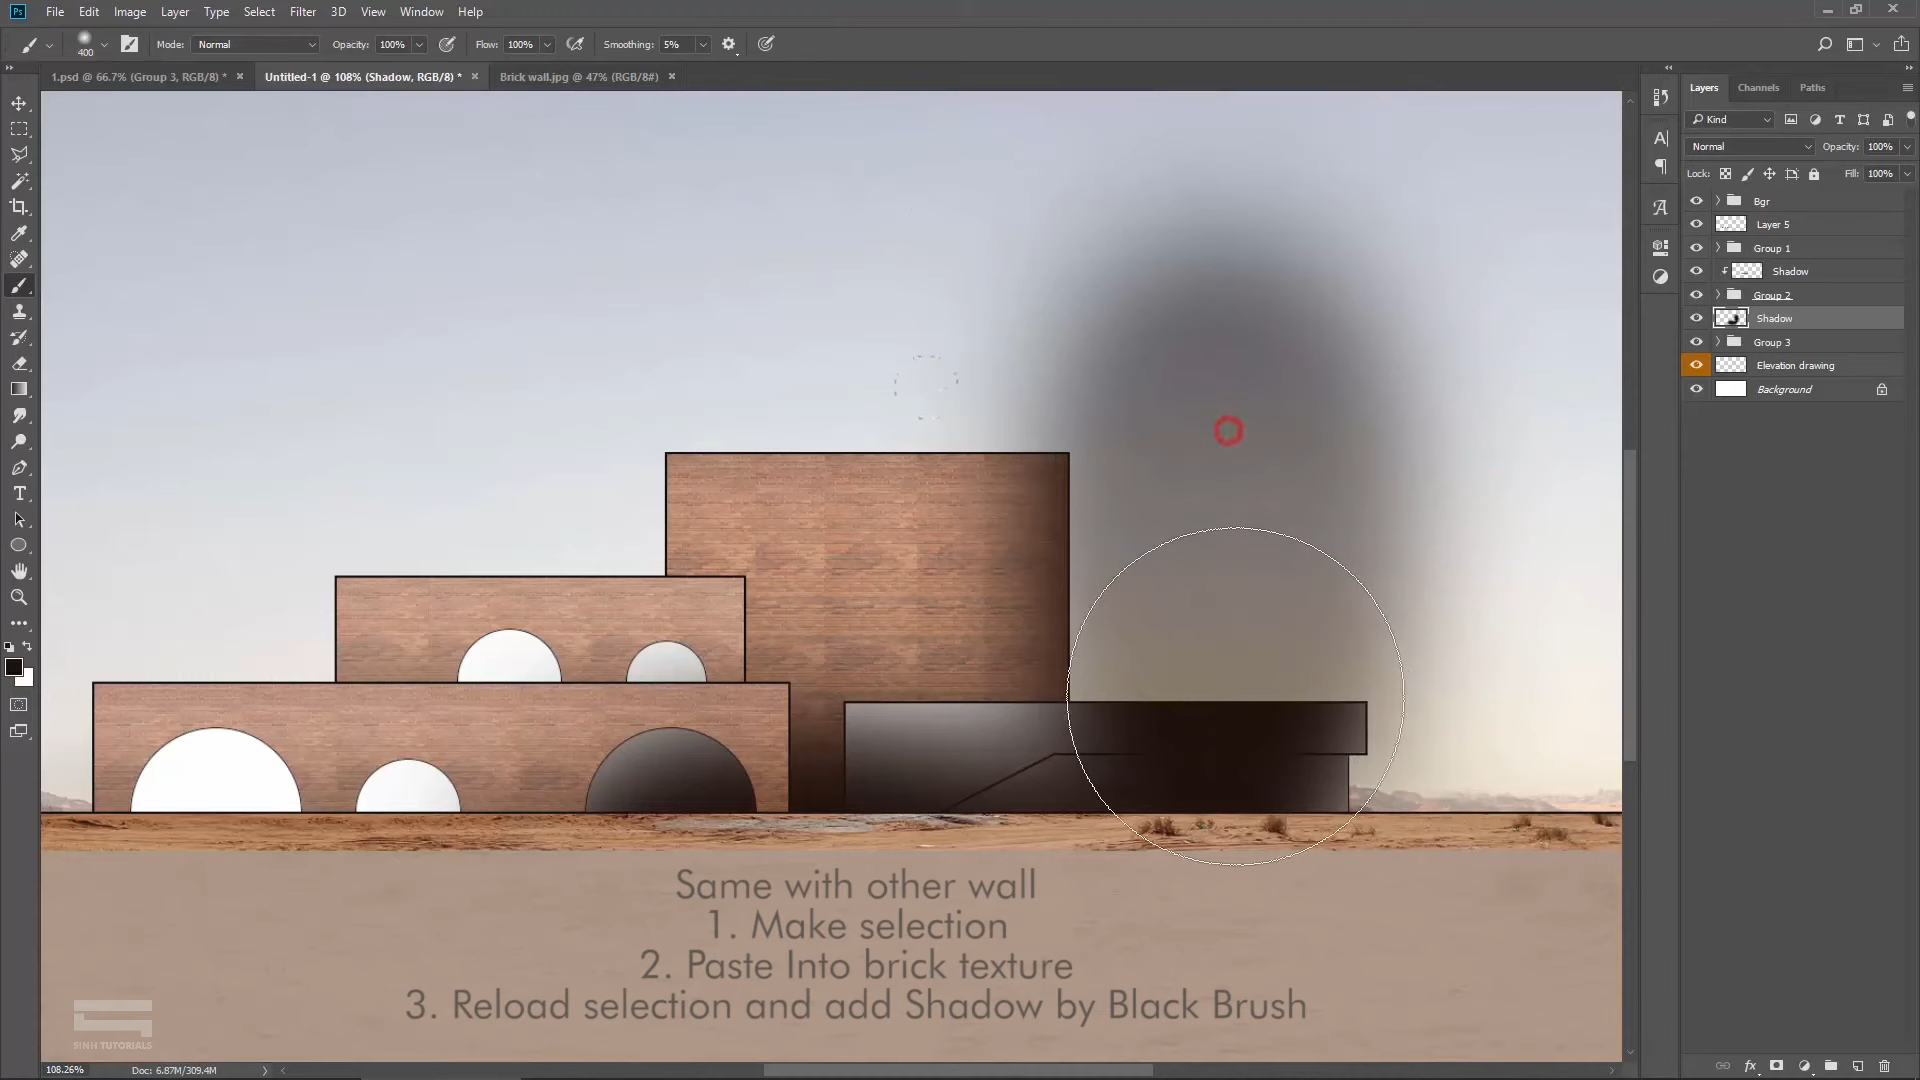 Ps File Edit Image Layer Type Select Filter 3D View Window Help
400 Mode: Normal Opacity: 100% Flow: 100% Smoothing: 5%
1.psd @ 66.7% (Group 3, RGB/8) * Untitled-1 @ 108% (Shadow, RGB/8) * Brick wall.jpg @ 47% (RGB/8#)
Layers Channels Paths
Kind
Normal Opacity: 100%
Lock: Fill: 100%
Bgr
Layer 5
Group 1
Shadow
Group 2
Shadow
Group 3
Elevation drawing
Background
Same with other wall
1. Make selection
2. Paste Into brick texture
3. Reload selection and add Shadow by Black Brush
SINH TUTORIALS
108.26% Doc: 6.87M/309.4M